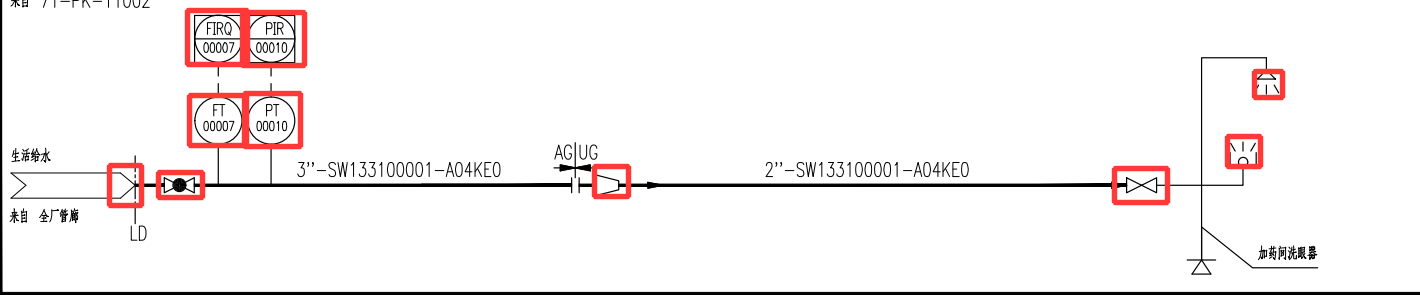 来自 71-PK-11002
FIRQ
00007
PIR
00010
FT
00007
PT
00010
生活给水
3’’-SW133100001-A04KE0
AG UG
2’’-SW133100001-A04KE0
来自 全厂管廊
LD
加药间洗眼器